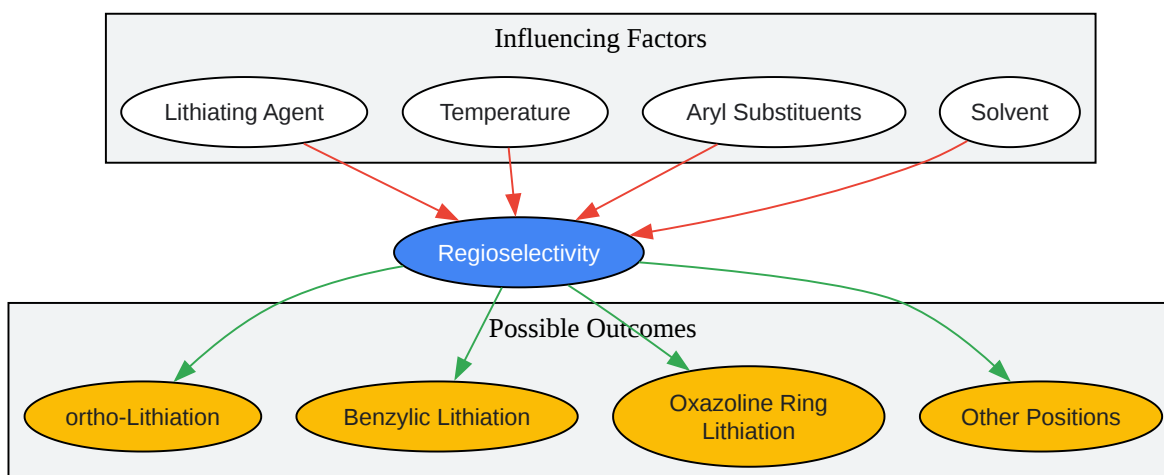 Influencing Factors
Lithiating Agent
Temperature
Aryl Substituents
Solvent
Regioselectivity
Possible Outcomes
ortho-Lithiation
Benzylic Lithiation
Oxazoline Ring
Lithiation
Other Positions